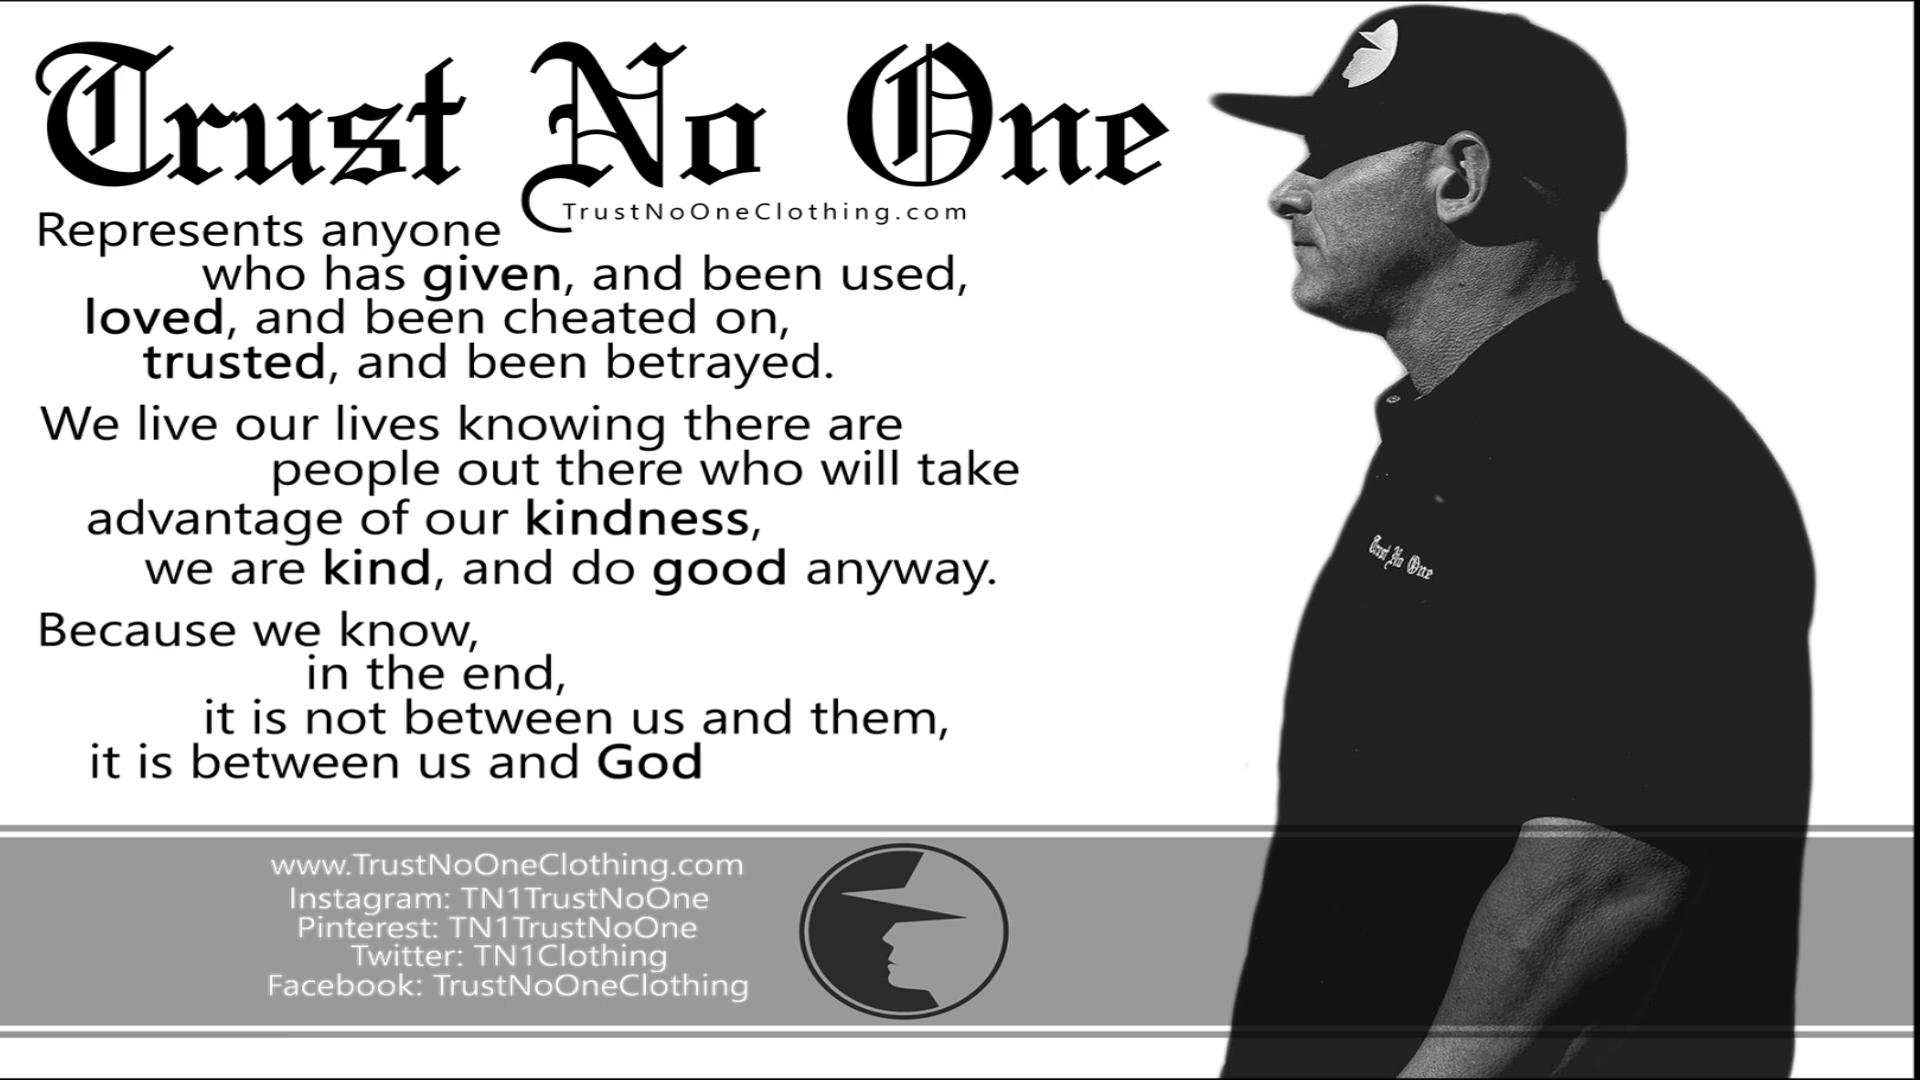 Trust No One
TrustNoOneClothing.com
Represents anyone
who has given, and been used,
loved, and been cheated on,
trusted, and been betrayed.
We live our lives knowing there are
people out there who will take
advantage of our kindness,
we are kind, and do good anyway.
Because we know,
in the end,
it is not between us and them,
it is between us and God
Trust No One
www.TrustNoOneClothing.com
Instagram: TN1TrustNoOne
Pinterest: TN1TrustNoOne
Twitter: TN1Clothing
Facebook: TrustNoOneClothing